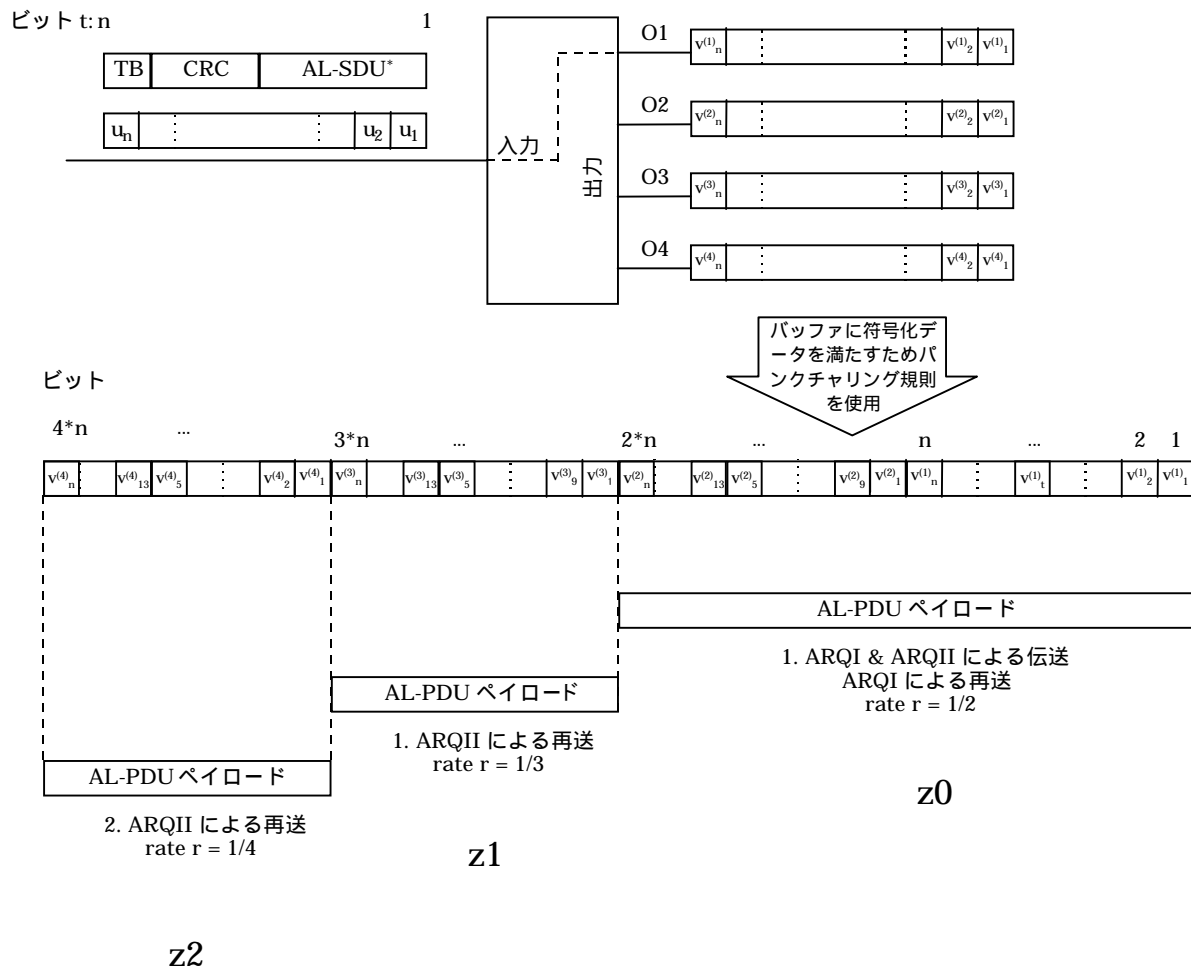 ビット t: n 1
TB CRC AL-SDU*
uₙ u₂ u₁
入力
出力
O1 v⁽¹⁾ₙ v⁽¹⁾₂ v⁽¹⁾₁
O2 v⁽²⁾ₙ v⁽²⁾₂ v⁽²⁾₁
O3 v⁽³⁾ₙ v⁽³⁾₂ v⁽³⁾₁
O4 v⁽⁴⁾ₙ v⁽⁴⁾₂ v⁽⁴⁾₁
バッファに符号化デ
ータを満たすためパ
ンクチャリング規則
を使用
ビット
4*n ... 3*n ... 2*n ... n ... 2 1
v⁽⁴⁾ₙ v⁽⁴⁾₁₃ v⁽⁴⁾₅ v⁽⁴⁾₂ v⁽⁴⁾₁ v⁽³⁾ₙ v⁽³⁾₁₃ v⁽³⁾₅ v⁽³⁾₉ v⁽³⁾₁ v⁽²⁾ₙ v⁽²⁾₁₃ v⁽²⁾₅ v⁽²⁾₉ v⁽²⁾₁ v⁽¹⁾ₙ v⁽¹⁾ₜ v⁽¹⁾₂ v⁽¹⁾₁
AL-PDU ペイロード
1. ARQI & ARQII による伝送
ARQI による再送
rate r = 1/2
z0
AL-PDU ペイロード
1. ARQII による再送
rate r = 1/3
z1
AL-PDU ペイロード
2. ARQII による再送
rate r = 1/4
z2